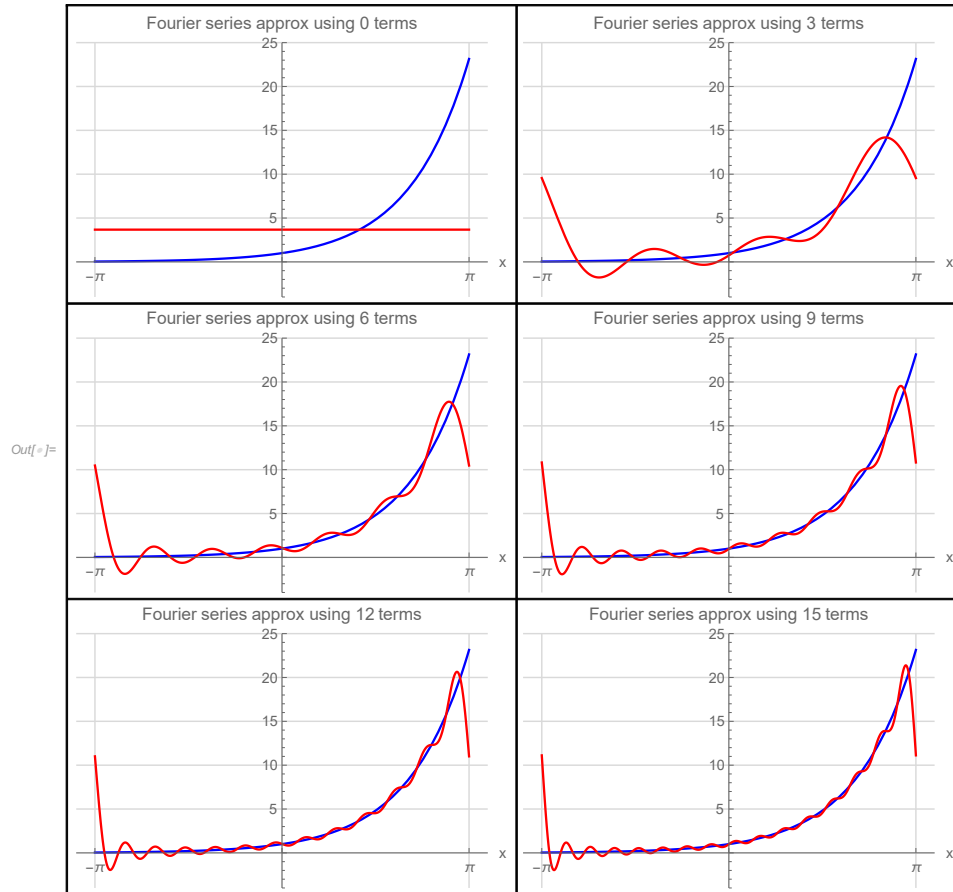 Fourier series approx using 0 terms
25
20
15
10
5
x
−π
π
Fourier series approx using 3 terms
25
20
15
10
5
x
−π
π
Out[ ]=
Fourier series approx using 6 terms
25
20
15
10
5
x
−π
π
Fourier series approx using 9 terms
25
20
15
10
5
x
−π
π
Fourier series approx using 12 terms
25
20
15
10
5
x
−π
π
Fourier series approx using 15 terms
25
20
15
10
5
x
−π
π